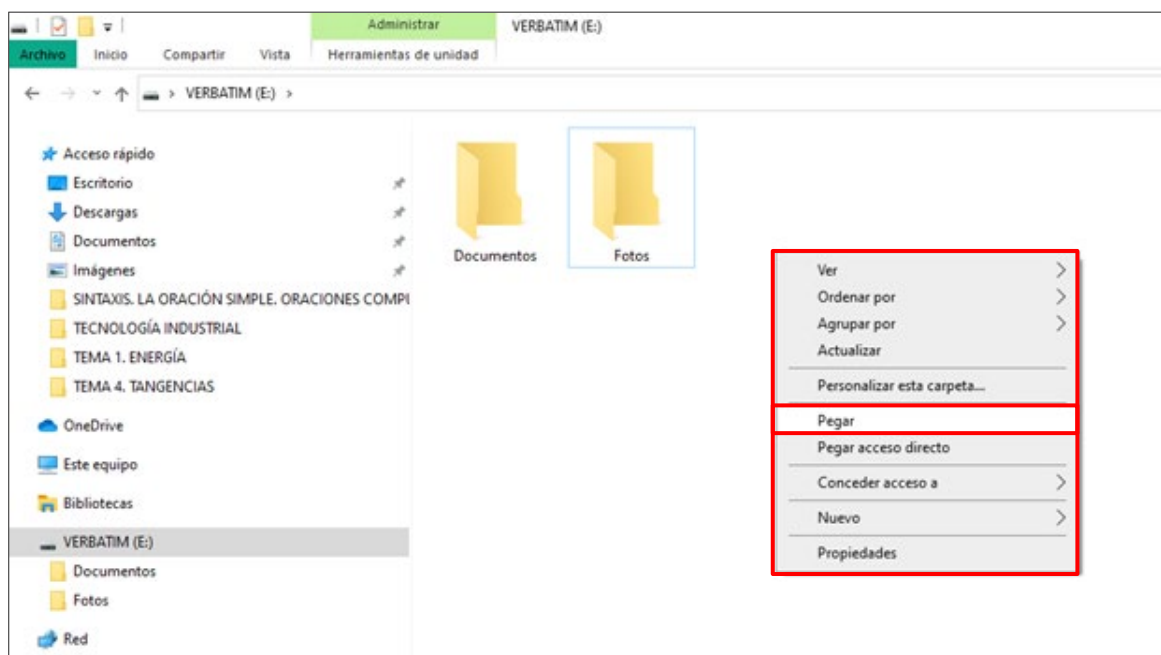 Administrar
VERBATIM (E:)
Archivo
Inicio
Compartir
Vista
Herramientas de unidad
VERBATIM (E:)
Acceso rápido
Escritorio
Descargas
Documentos
Imágenes
SINTAXIS. LA ORACIÓN SIMPLE. ORACIONES
TECNOLOGÍA INDUSTRIAL
TEMA 1. ENERGÍA
TEMA 4. TANGENCIAS
OneDrive
Este equipo
Bibliotecas
VERBATIM (E:)
Documentos
Fotos
Red
Documentos
Fotos
Ver
Ordenar por
Agrupar por
Actualizar
Personalizar esta carpeta...
Pegar
Pegar acceso directo
Conceder acceso a
Nuevo
Propiedades